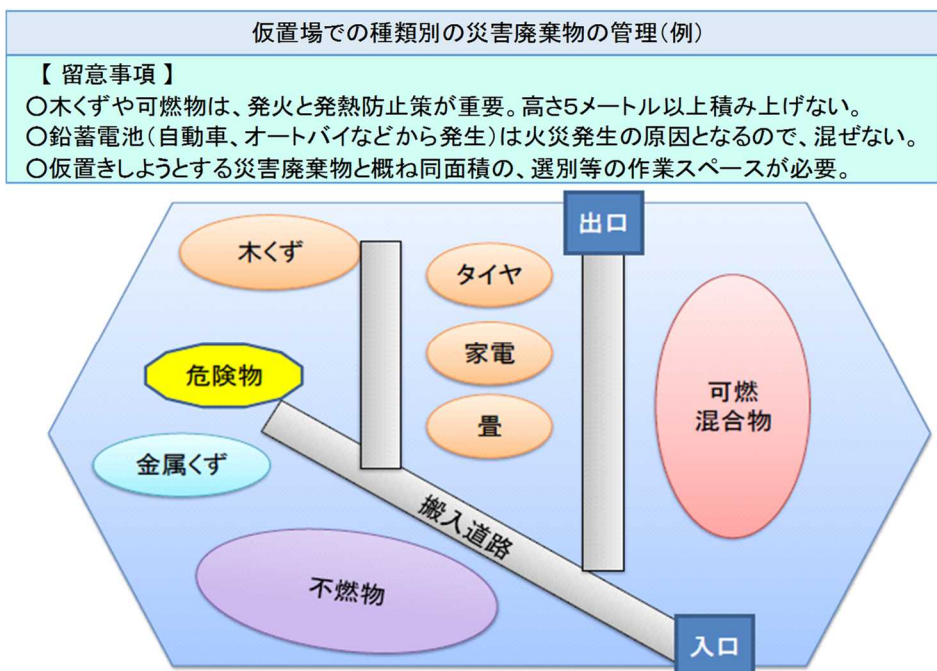 仮置場での種類別の災害廃棄物の管理(例)
【 留意事項 】
○木くずや可燃物は、発火と発熱防止策が重要。高さ5メートル以上積み上げない。
○鉛蓄電池(自動車、オートバイなどから発生)は火災発生の原因となるので、混ぜない。
○仮置きしようとする災害廃棄物と概ね同面積の、選別等の作業スペースが必要。
出口
木くず
タイヤ
家電
危険物
可燃
混合物
畳
金属くず
搬入道路
不燃物
入口